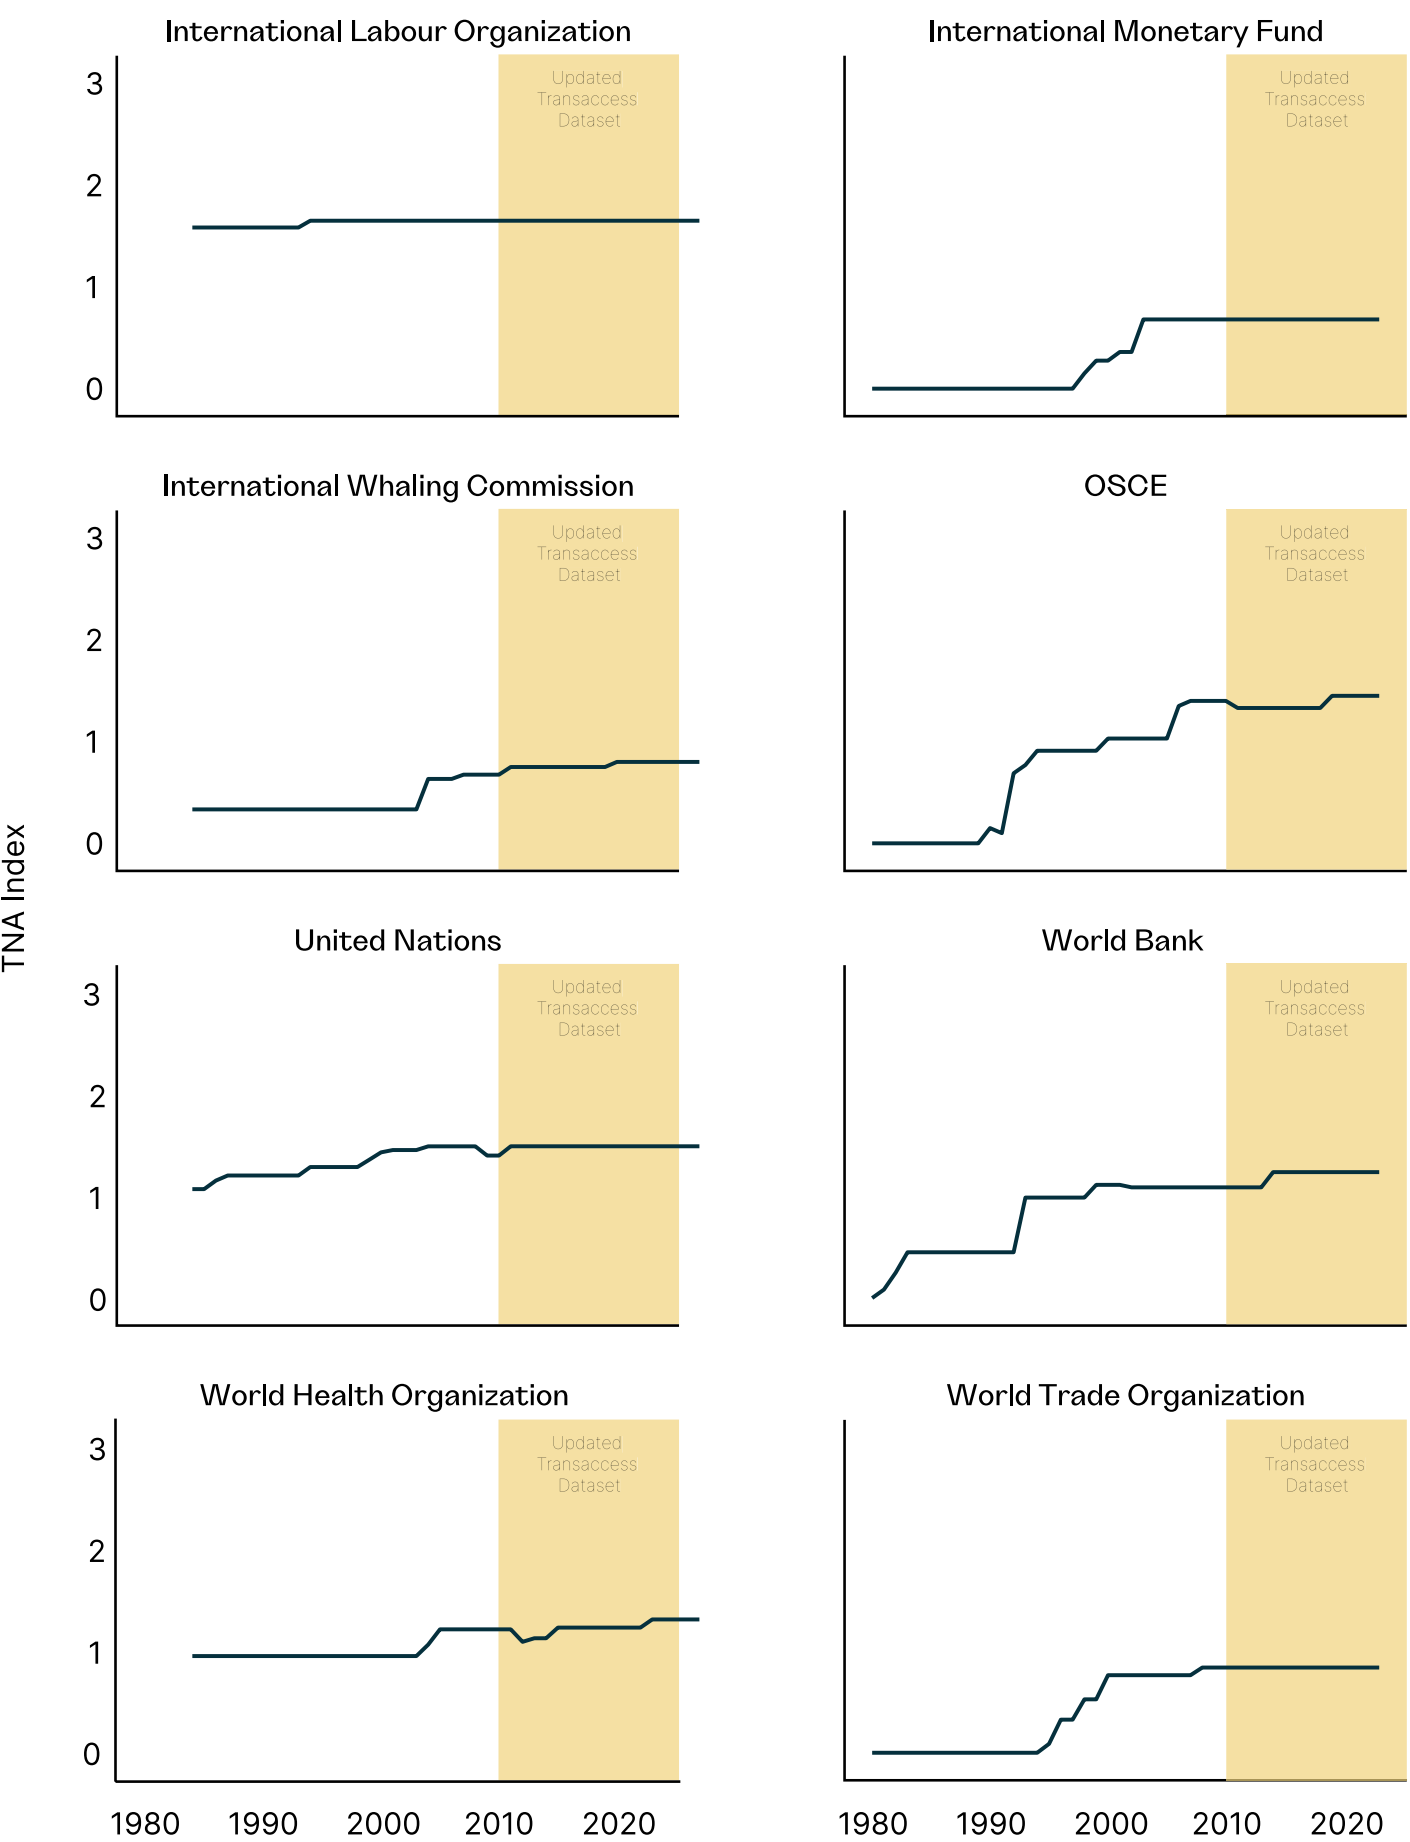 International Labour Organization
International Monetary Fund
3
2
1
0
Updated
Transaccess
Dataset
Updated
Transaccess
Dataset
International Whaling Commission
OSCE
3
2
1
0
Updated
Transaccess
Dataset
Updated
Transaccess
Dataset
TNA Index
United Nations
World Bank
3
2
1
0
Updated
Transaccess
Dataset
Updated
Transaccess
Dataset
World Health Organization
World Trade Organization
3
2
1
0
Updated
Transaccess
Dataset
Updated
Transaccess
Dataset
1980 1990 2000 2010 2020
1980 1990 2000 2010 2020